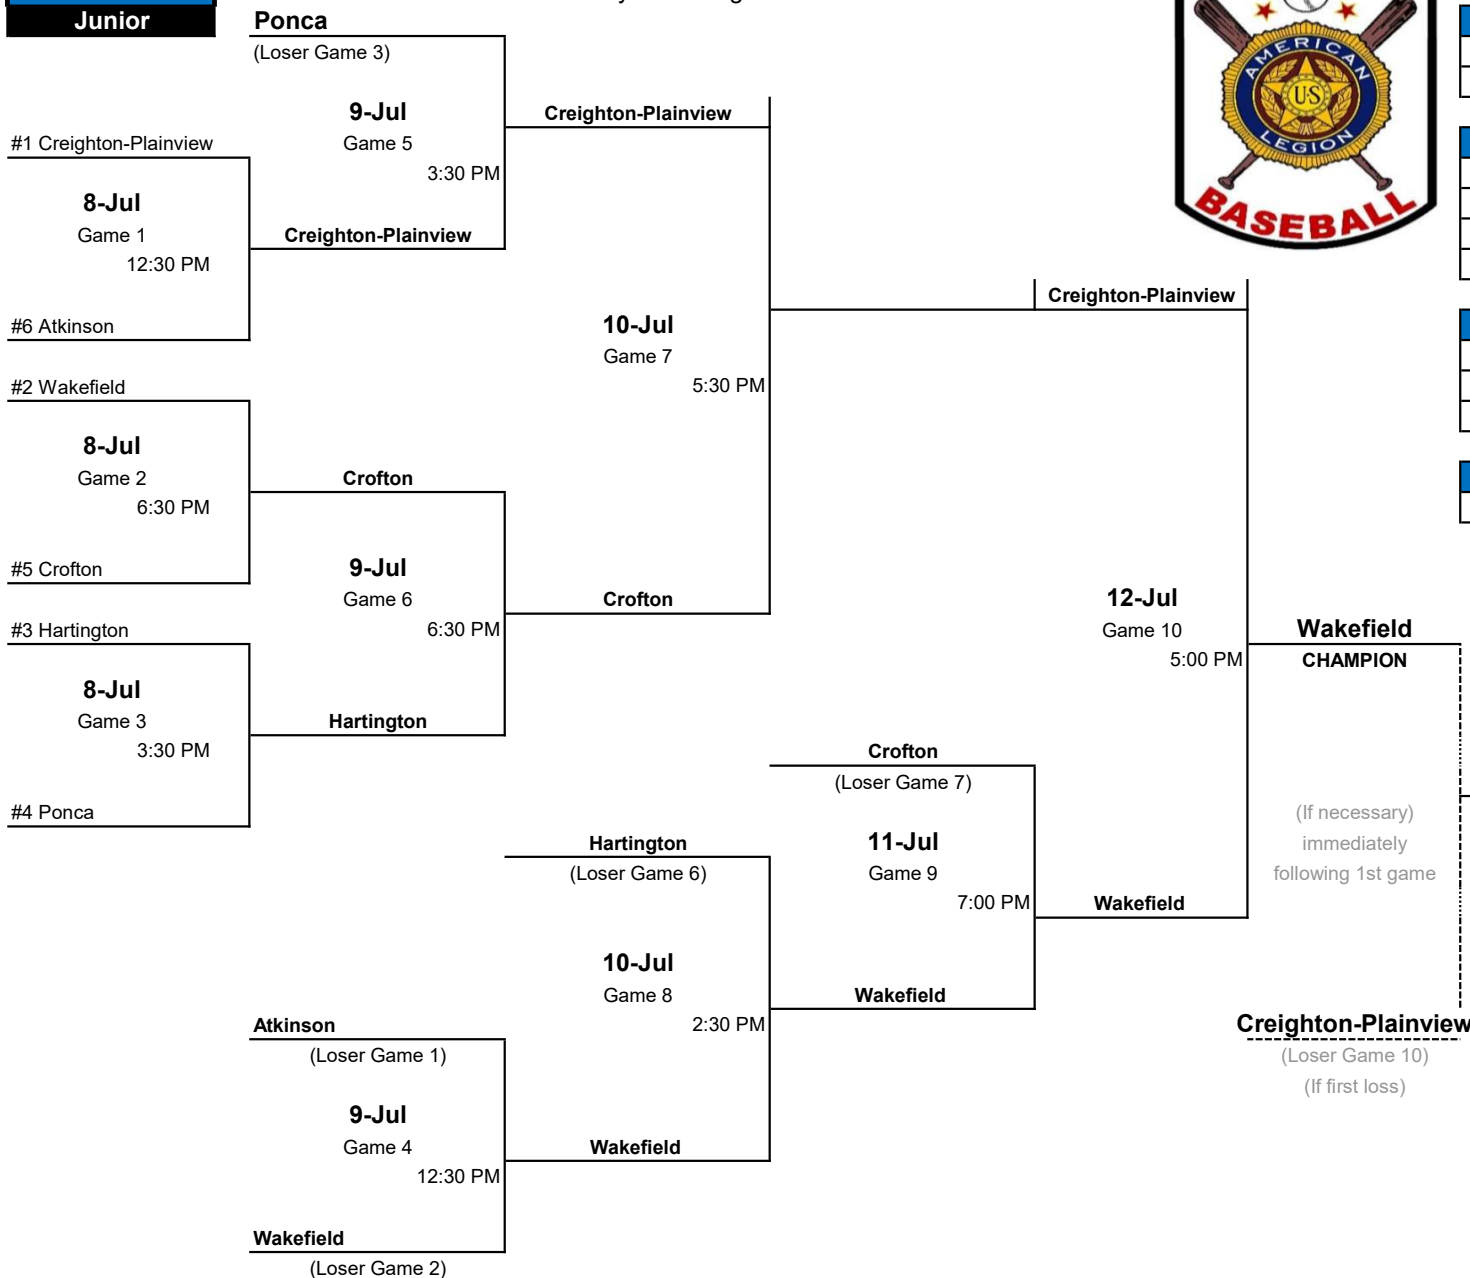 Junior
Ponca
(Loser Game 3)
9-Jul
Game 5
3:30 PM
Creighton-Plainview
#1 Creighton-Plainview
8-Jul
Game 1
12:30 PM
Creighton-Plainview
#6 Atkinson
10-Jul
Game 7
5:30 PM
Creighton-Plainview
#2 Wakefield
8-Jul
Game 2
6:30 PM
Crofton
#5 Crofton
9-Jul
Game 6
6:30 PM
Crofton
#3 Hartington
8-Jul
Game 3
3:30 PM
Hartington
#4 Ponca
12-Jul
Game 10
5:00 PM
Wakefield
CHAMPION
Crofton
(Loser Game 7)
11-Jul
Game 9
7:00 PM
Wakefield
(If necessary)
immediately
following 1st game
Hartington
(Loser Game 6)
10-Jul
Game 8
2:30 PM
Wakefield
Creighton-Plainview
(Loser Game 10)
(If first loss)
Atkinson
(Loser Game 1)
9-Jul
Game 4
12:30 PM
Wakefield
Wakefield
(Loser Game 2)
AMERICAN
U·S
LEGION
BASEBALL